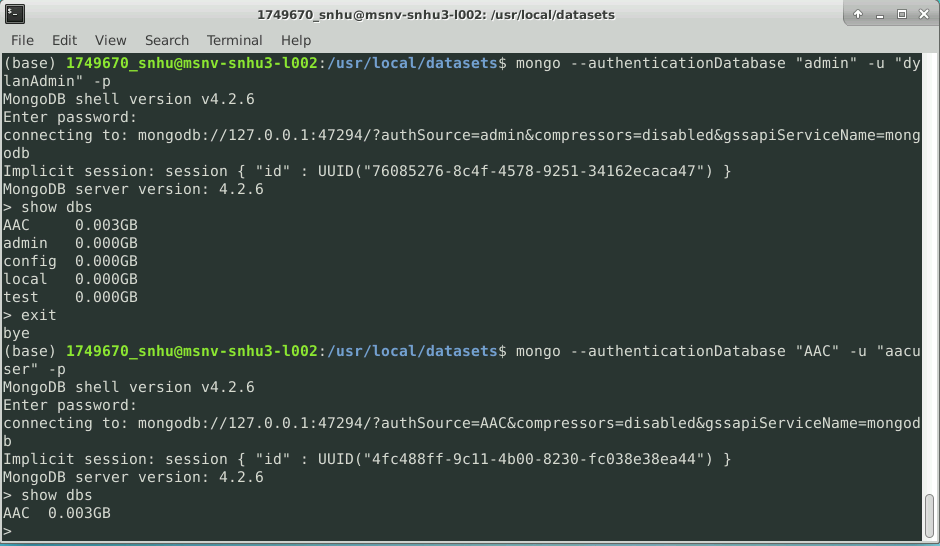 1749670_snhu@msnv-snhu3-l002: /usr/local/datasets
File Edit View Search Terminal Help
(base) 1749670_snhu@msnv-snhu3-l002:/usr/local/datasets$ mongo --authenticationDatabase "admin" -u "dy
lanAdmin" -p
MongoDB shell version v4.2.6
Enter password:
connecting to: mongodb://127.0.0.1:47294/?authSource=admin&compressors=disabled&gssapiServiceName=mong
odb
Implicit session: session { "id" : UUID("76085276-8c4f-4578-9251-34162ecaca47") }
MongoDB server version: 4.2.6
> show dbs
AAC     0.003GB
admin   0.000GB
config  0.000GB
local   0.000GB
test    0.000GB
> exit
bye
(base) 1749670_snhu@msnv-snhu3-l002:/usr/local/datasets$ mongo --authenticationDatabase "AAC" -u "aacu
ser" -p
MongoDB shell version v4.2.6
Enter password:
connecting to: mongodb://127.0.0.1:47294/?authSource=AAC&compressors=disabled&gssapiServiceName=mongod
b
Implicit session: session { "id" : UUID("4fc488ff-9c11-4b00-8230-fc038e38ea44") }
MongoDB server version: 4.2.6
> show dbs
AAC  0.003GB
>